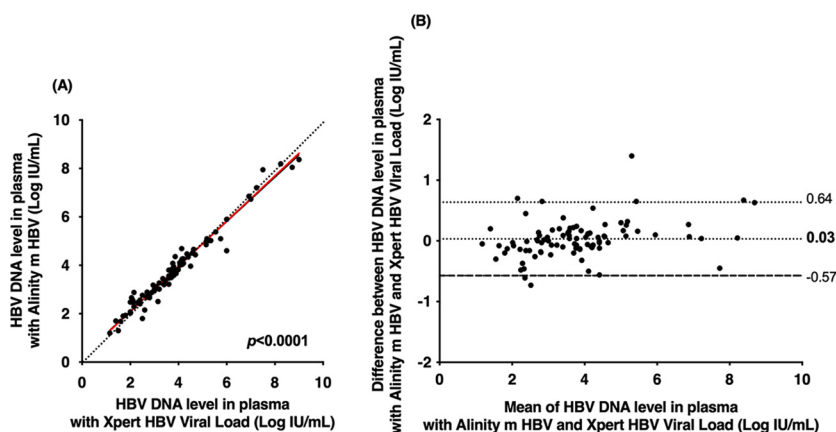 (A)
HBV DNA level in plasma
with Alinity m HBV (Log IU/mL)
10
8
6
4
2
0
0 2 4 6 8 10
p<0.0001
HBV DNA level in plasma
with Xpert HBV Viral Load (Log IU/mL)
(B)
Difference between HBV DNA level in plasma
with Alinity m HBV and Xpert HBV Viral Load (Log IU/mL)
2
1
0
-1
-2
0.64
0.03
-0.57
0 2 4 6 8 10
Mean of HBV DNA level in plasma
with Alinity m HBV and Xpert HBV Viral Load (Log IU/mL)